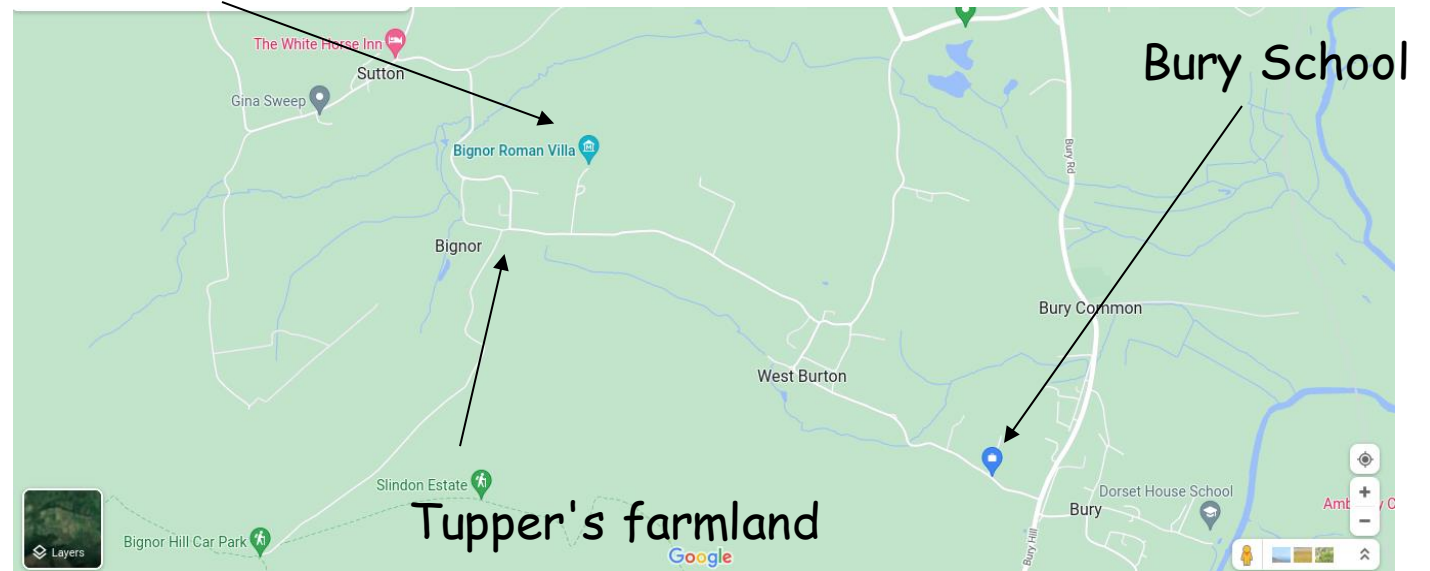 The White Horse Inn
Bury School
Sutton
Gina Sweep
Bignor Roman Villa
Bury Rd
Bignor
Bury Common
West Burton
Slindon Estate
Dorset House School
Tupper's farmland
Bury
Bignor Hill Car Park
Bury Hill
Layers
Google